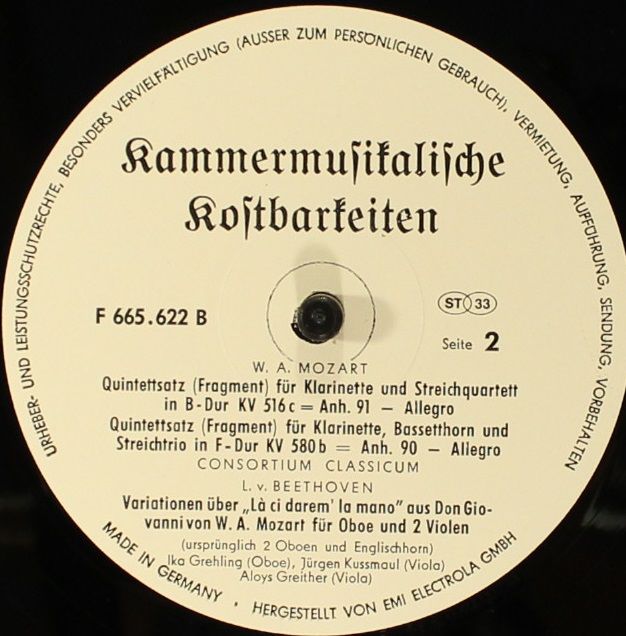 URHEBER- UND LEISTUNGSSCHUTZRECHTE, BESONDERS VERVIELFÄLTIGUNG (AUSSER ZUM PERSÖNLICHEN GEBRAUCH), VERMIETUNG, AUFFÜHRUNG, SENDUNG, VORBEHALTEN
Kammermuſikaliſche
Koſtbarkeiten
F 665.622 B
ST 33
Seite 2
W. A. MOZART
Quintettsatz (Fragment) für Klarinette und Streichquartett
in B-Dur KV 516c = Anh. 91 – Allegro
Quintettsatz (Fragment) für Klarinette, Bassetthorn und
Streichtrio in F-Dur KV 580b = Anh. 90 – Allegro
CONSORTIUM CLASSICUM
L. v. BEETHOVEN
Variationen über „Là ci darem' la mano" aus Don Gio-
vanni von W. A. Mozart für Oboe und 2 Violen
(ursprünglich 2 Oboen und Englischhorn)
Ika Grehling (Oboe), Jürgen Kussmaul (Viola)
Aloys Greither (Viola)
MADE IN GERMANY · HERGESTELLT VON EMI ELECTROLA GMBH